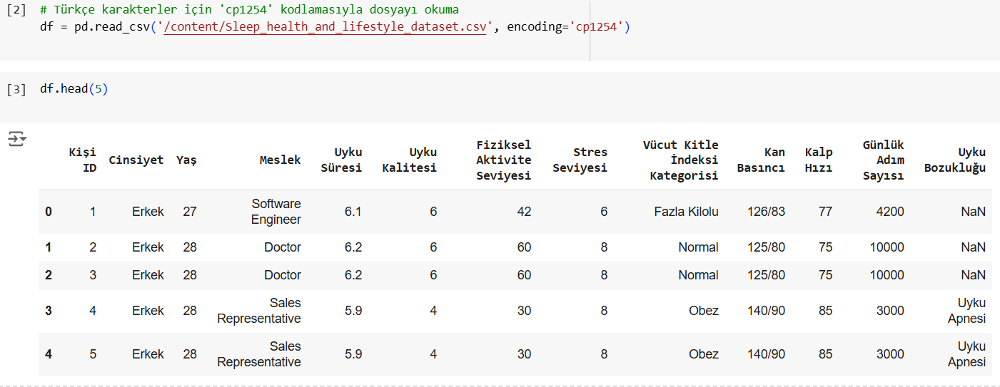 [2] # Türkçe karakterler için 'cp1254' kodlamasıyla dosyayı okuma
df = pd.read_csv('/content/Sleep_health_and_lifestyle_dataset.csv', encoding='cp1254')
[3] df.head(5)
Kişi ID Cinsiyet Yaş Meslek Uyku Süresi Uyku Kalitesi Fiziksel Aktivite Seviyesi Stres Seviyesi Vücut Kitle İndeksi Kategorisi Kan Basıncı Kalp Hızı Günlük Adım Sayısı Uyku Bozukluğu
0 1 Erkek 27 Software Engineer 6.1 6 42 6 Fazla Kilolu 126/83 77 4200 NaN
1 2 Erkek 28 Doctor 6.2 6 60 8 Normal 125/80 75 10000 NaN
2 3 Erkek 28 Doctor 6.2 6 60 8 Normal 125/80 75 10000 NaN
3 4 Erkek 28 Sales Representative 5.9 4 30 8 Obez 140/90 85 3000 Uyku Apnesi
4 5 Erkek 28 Sales Representative 5.9 4 30 8 Obez 140/90 85 3000 Uyku Apnesi